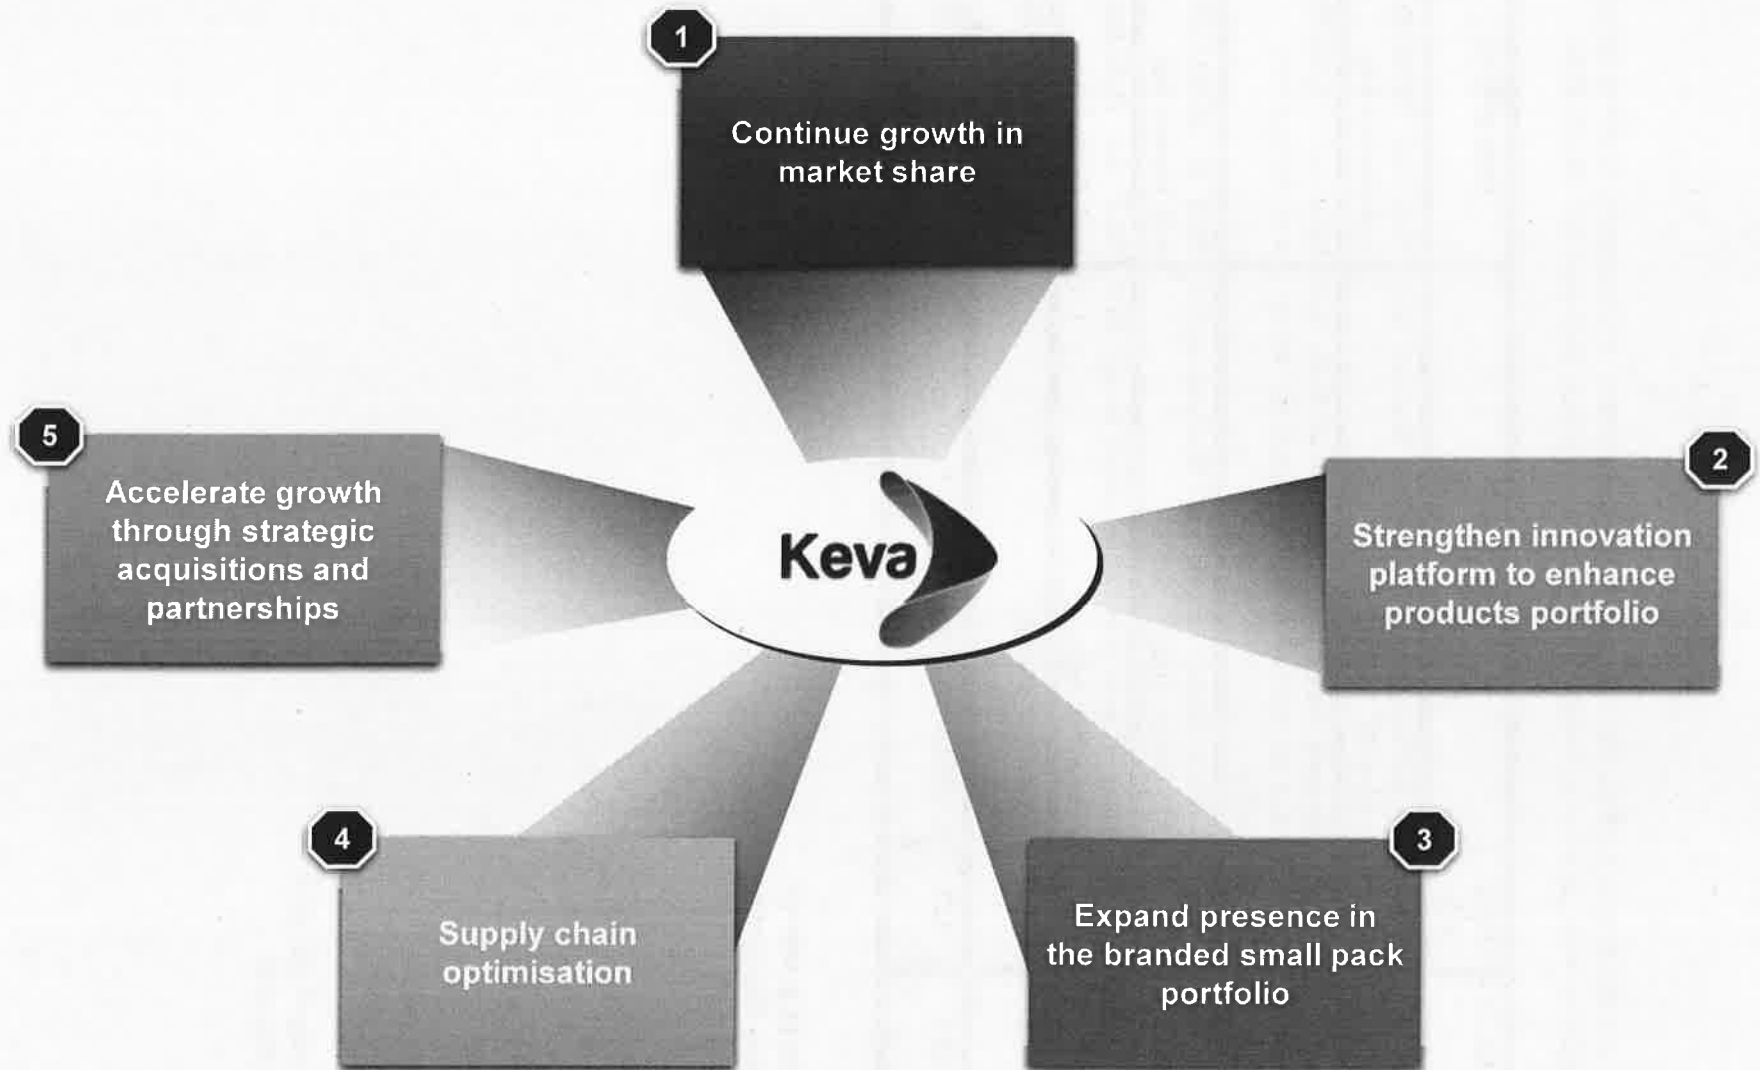 1
Continue growth in
market share
2
Strengthen innovation
platform to enhance
products portfolio
3
Expand presence in
the branded small pack
portfolio
4
Supply chain
optimisation
5
Accelerate growth
through strategic
acquisitions and
partnerships
Keva